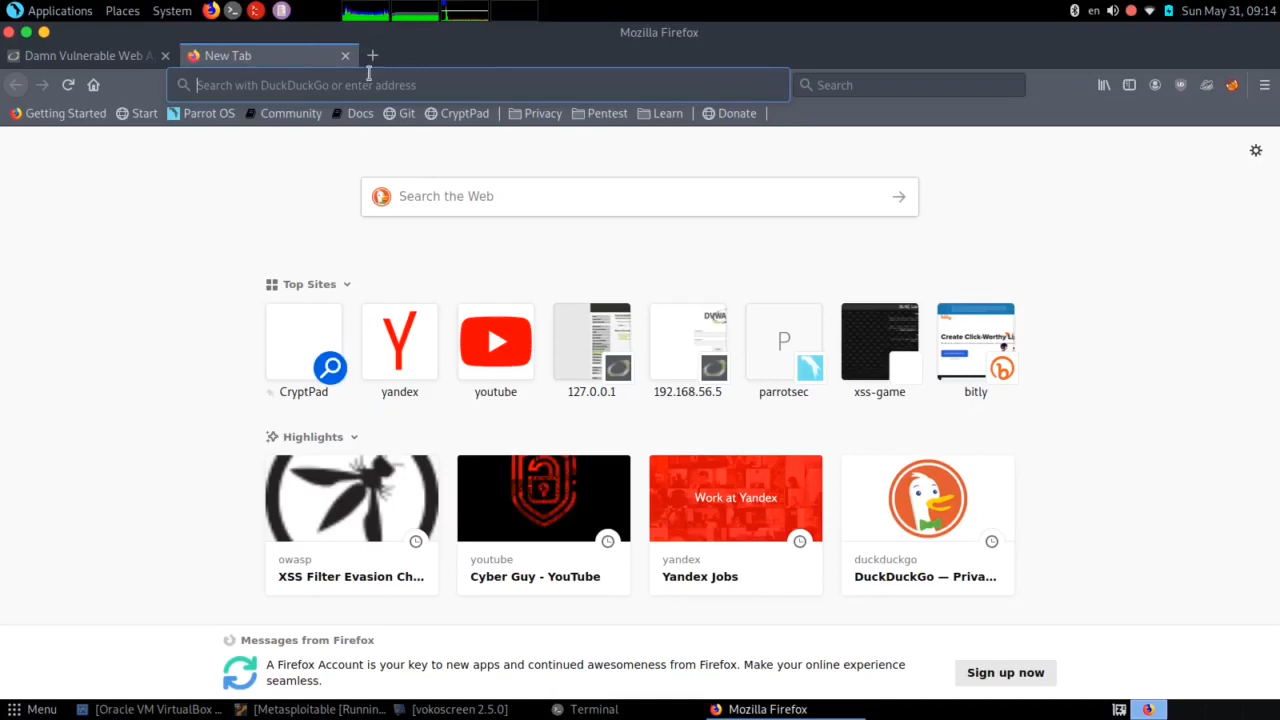 Applications Places System en Sun May 31, 09:14
Mozilla Firefox
Damn Vulnerable Web A New Tab
Search with DuckDuckGo or enter address Search
Getting Started Start Parrot OS Community Docs Git CryptPad Privacy Pentest Learn Donate
Search the Web
Top Sites
CryptPad yandex youtube 127.0.0.1 192.168.56.5 parrotsec xss-game bitly
Highlights
Work at Yandex
owasp youtube yandex duckduckgo
XSS Filter Evasion Ch... Cyber Guy - YouTube Yandex Jobs DuckDuckGo — Priva...
Messages from Firefox
A Firefox Account is your key to new apps and continued awesomeness from Firefox. Make your online experience
seamless.
Sign up now
Menu [Oracle VM VirtualBox ... [Metasploitable [Runnin... [vokoscreen 2.5.0] Terminal Mozilla Firefox